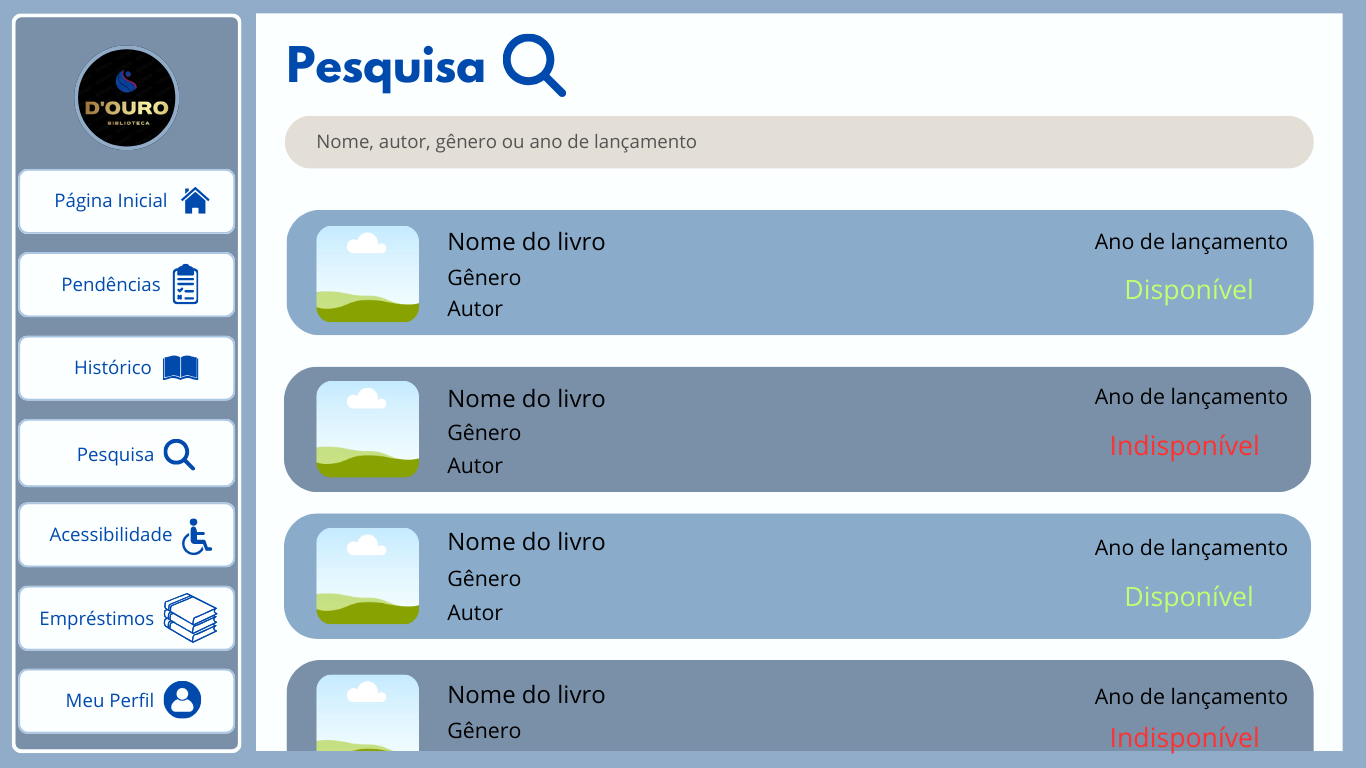 D'OURO
BIBLIOTECA
Página Inicial
Pendências
Histórico
Pesquisa
Acessibilidade
Empréstimos
Meu Perfil
Pesquisa
Nome, autor, gênero ou ano de lançamento
Nome do livro
Gênero
Autor
Ano de lançamento
Disponível
Nome do livro
Gênero
Autor
Ano de lançamento
Indisponível
Nome do livro
Gênero
Autor
Ano de lançamento
Disponível
Nome do livro
Gênero
Ano de lançamento
Indisponível